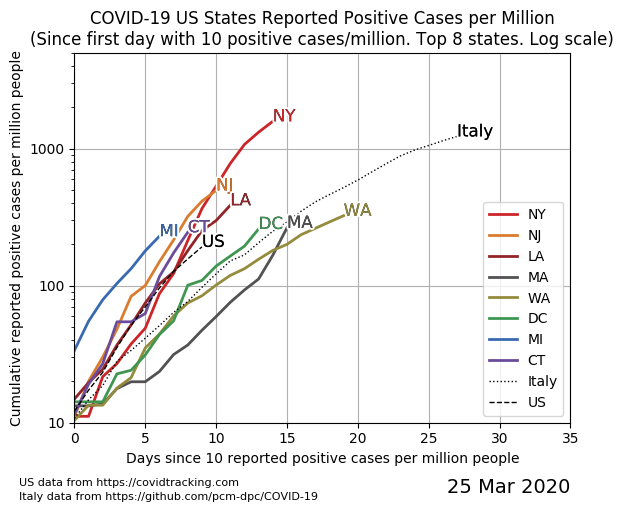 COVID-19 US States Reported Positive Cases per Million
(Since first day with 10 positive cases/million. Top 8 states. Log scale)
Cumulative reported positive cases per million people
1000
100
10
NY
Italy
NJ
LA
WA
MI
CT
DC
MA
US
NY
NJ
LA
MA
WA
DC
MI
CT
Italy
US
0 5 10 15 20 25 30 35
Days since 10 reported positive cases per million people
US data from https://covidtracking.com
Italy data from https://github.com/pcm-dpc/COVID-19
25 Mar 2020